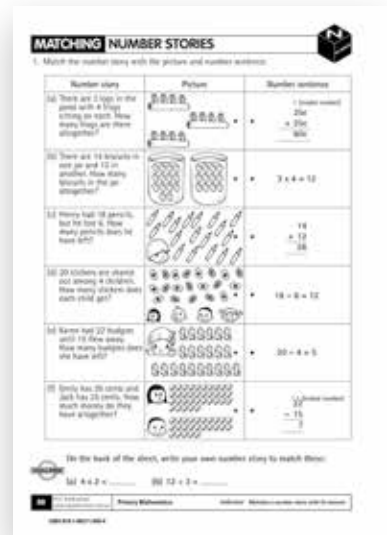 MATCHING NUMBER STORIES
1. Match the number story with the picture and number sentence.
Number story Picture Number sentence
(a) There are 3 logs in the
pond with 4 frogs
sitting on each. How
many frogs are there
altogether?
35¢
+ 25¢
60¢
(b) There are 14 biscuits in
one jar and 12 in
another. How many
biscuits in the jar
altogether?
3 x 4 = 12
(c) Henry had 18 pencils,
but he lost 6. How
many pencils does he
have left?
14
+ 12
26
(d) 20 stickers are shared
out among 4 children.
How many stickers does
each child get?
18 – 6 = 12
(e) Karen had 22 budgies
until 15 flew away.
How many budgies does
she have left?
20 ÷ 4 = 5
(f) Emily has 35 cents and
Jack has 25 cents. How
much money do they
have altogether?
22
– 15
7
On the back of the sheet, write your own number story to match these:
(a) 4 x 2 = (b) 12 ÷ 3 =
Primary Mathematics